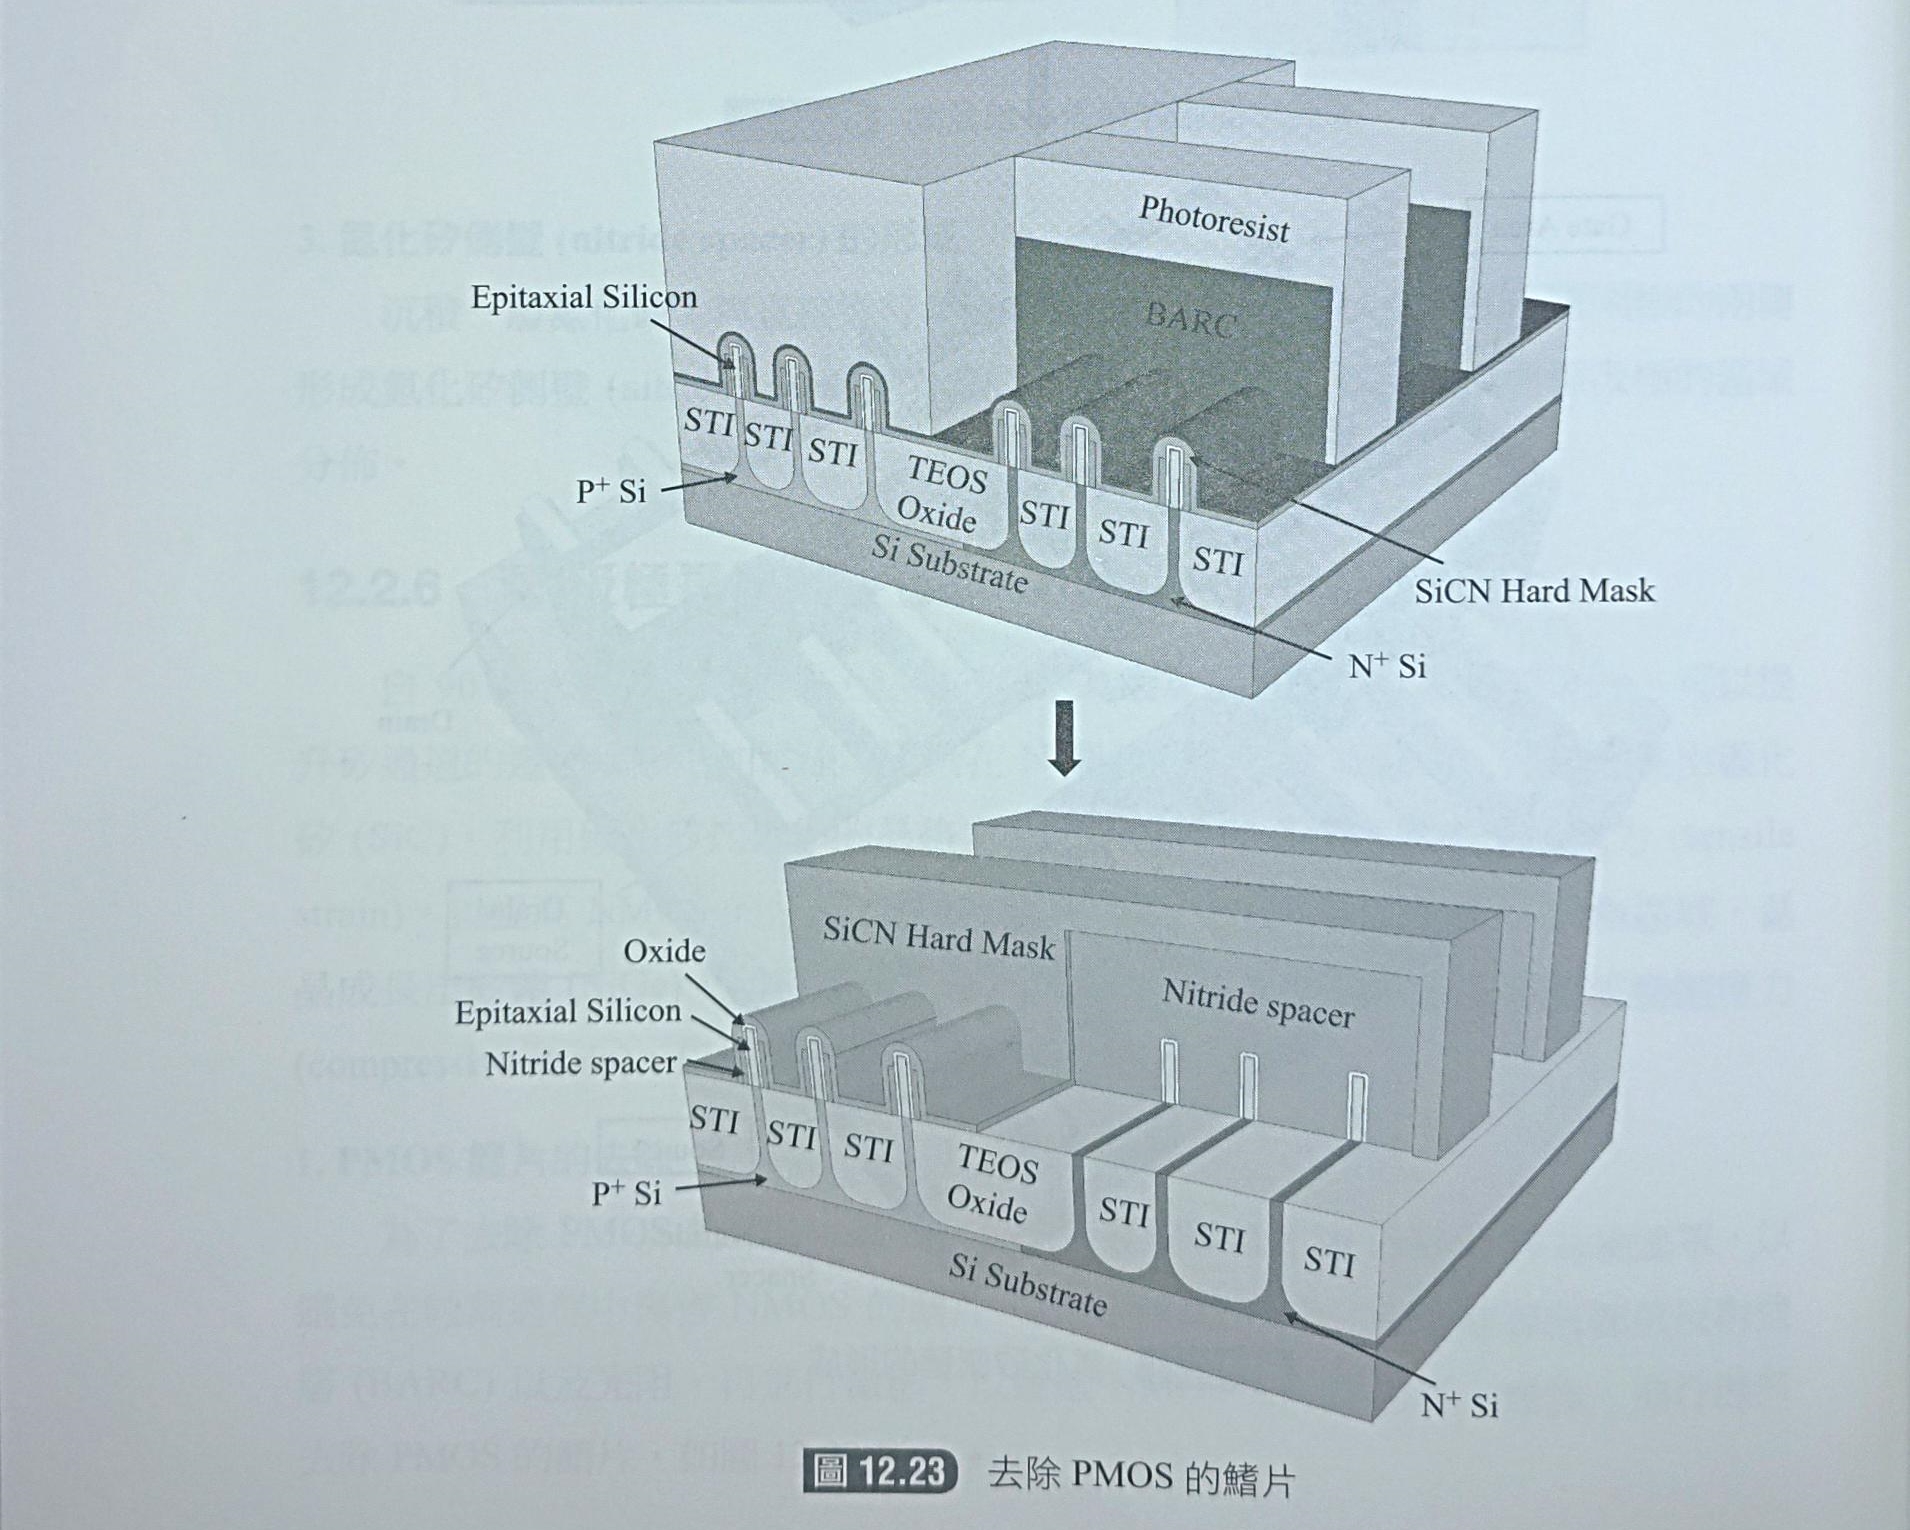 Photoresist
Epitaxial Silicon
BARC
STI
STI
STI
TEOS
Oxide
STI
STI
STI
P⁺ Si
Si Substrate
SiCN Hard Mask
N⁺ Si
SiCN Hard Mask
Oxide
Nitride spacer
Epitaxial Silicon
Nitride spacer
STI
STI
STI
TEOS
Oxide
STI
STI
STI
P⁺ Si
Si Substrate
N⁺ Si
圖 12.23 去除 PMOS 的鰭片